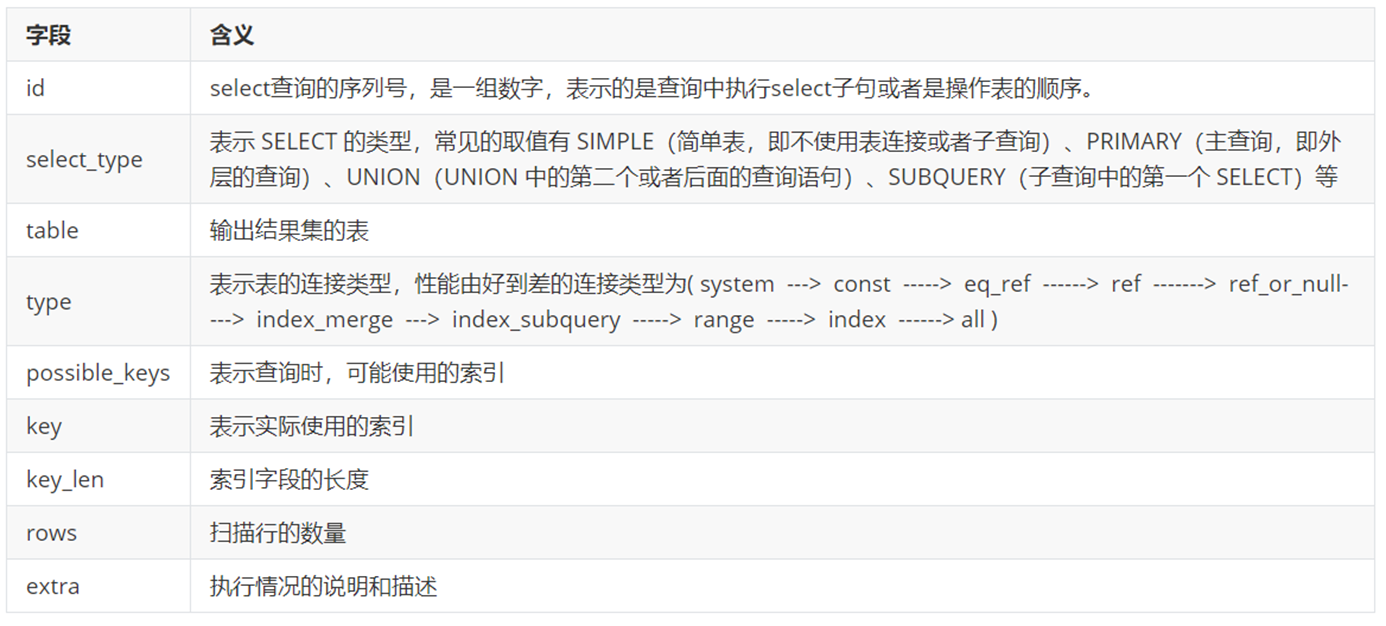 字段 含义
id select查询的序列号，是一组数字，表示的是查询中执行select子句或者是操作表的顺序。
select_type 表示 SELECT 的类型，常见的取值有 SIMPLE（简单表，即不使用表连接或者子查询）、PRIMARY（主查询，即外
层的查询）、UNION（UNION 中的第二个或者后面的查询语句）、SUBQUERY（子查询中的第一个 SELECT）等
table 输出结果集的表
type 表示表的连接类型，性能由好到差的连接类型为( system ---> const -----> eq_ref ------> ref -------> ref_or_null-
---> index_merge ---> index_subquery -----> range -----> index ------> all )
possible_keys 表示查询时，可能使用的索引
key 表示实际使用的索引
key_len 索引字段的长度
rows 扫描行的数量
extra 执行情况的说明和描述